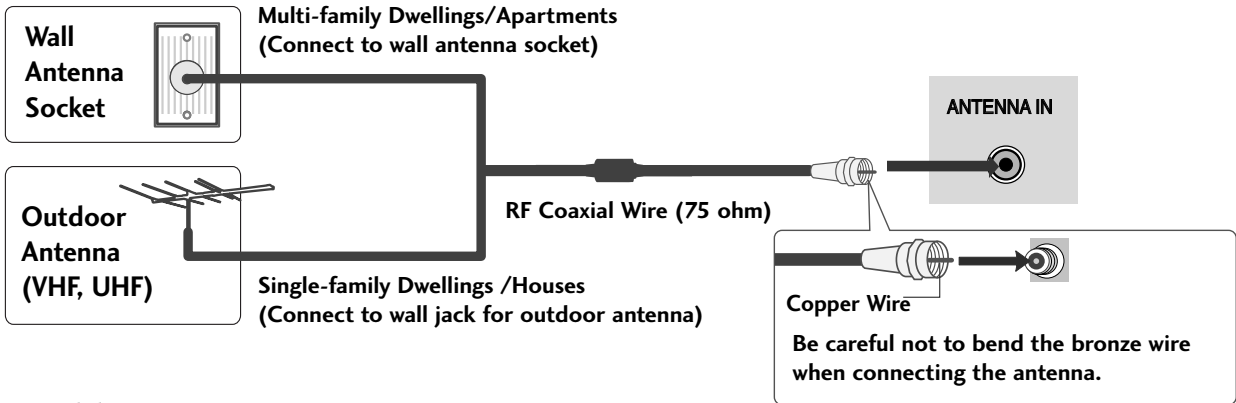 Wall
Antenna
Socket
Multi-family Dwellings/Apartments
(Connect to wall antenna socket)
ANTENNA IN
Outdoor
Antenna
(VHF, UHF)
RF Coaxial Wire (75 ohm)
Single-family Dwellings /Houses
(Connect to wall jack for outdoor antenna)
Copper Wire
Be careful not to bend the bronze wire
when connecting the antenna.